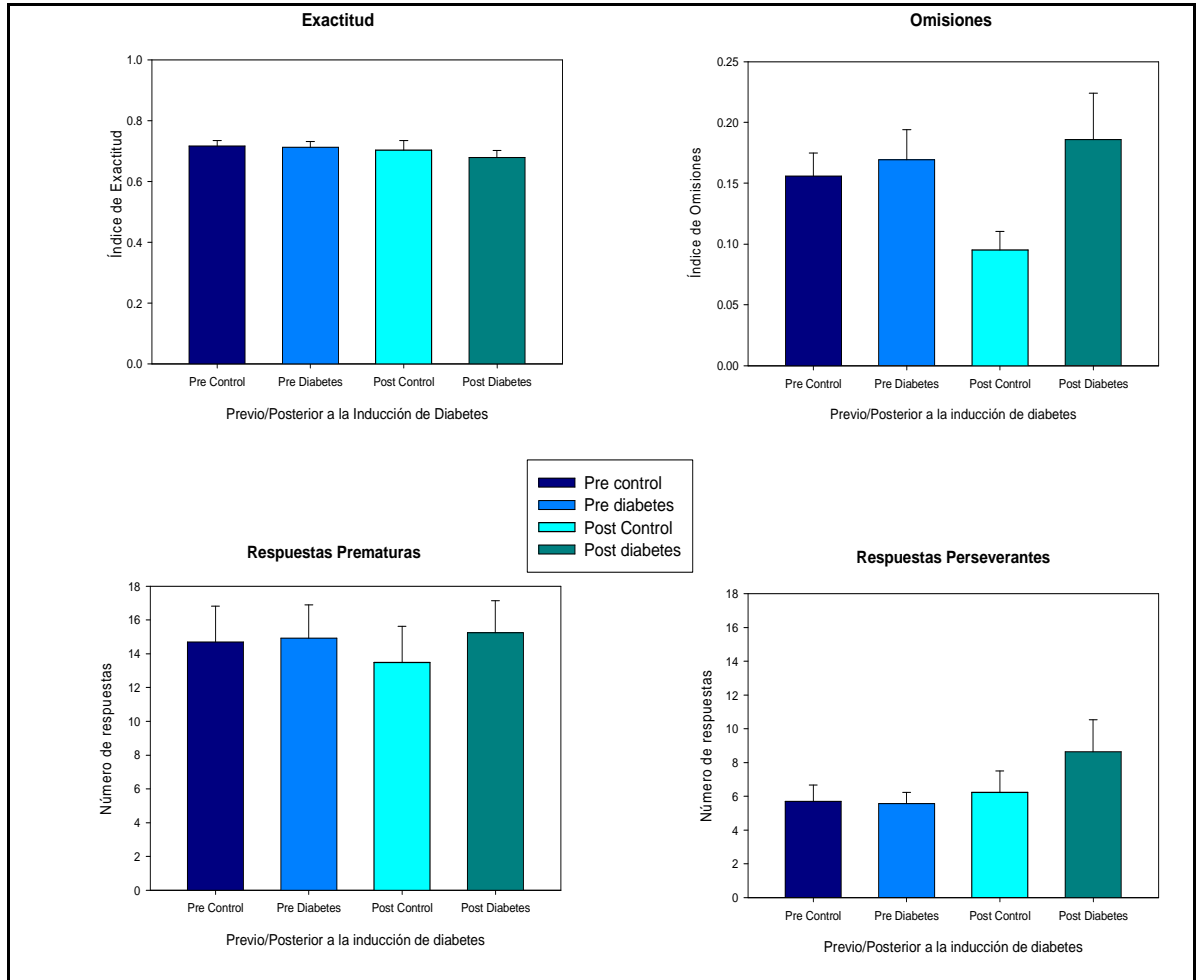 Exactitud
Índice de Exactitud
1.0
0.8
0.6
0.4
0.2
0.0
Pre Control Pre Diabetes Post Control Post Diabetes
Previo/Posterior a la Inducción de Diabetes
Omisiones
Índice de Omisiones
0.25
0.20
0.15
0.10
0.05
0.00
Pre Control Pre Diabetes Post Control Post Diabetes
Previo/Posterior a la inducción de diabetes
Pre control
Pre diabetes
Post Control
Post diabetes
Respuestas Prematuras
Número de respuestas
18
16
14
12
10
8
6
4
2
0
Pre Control Pre Diabetes Post Control Post Diabetes
Previo/Posterior a la inducción de diabetes
Respuestas Perseverantes
Número de respuestas
18
16
14
12
10
8
6
4
2
0
Pre Control Pre Diabetes Post Control Post Diabetes
Previo/Posterior a la inducción de diabetes